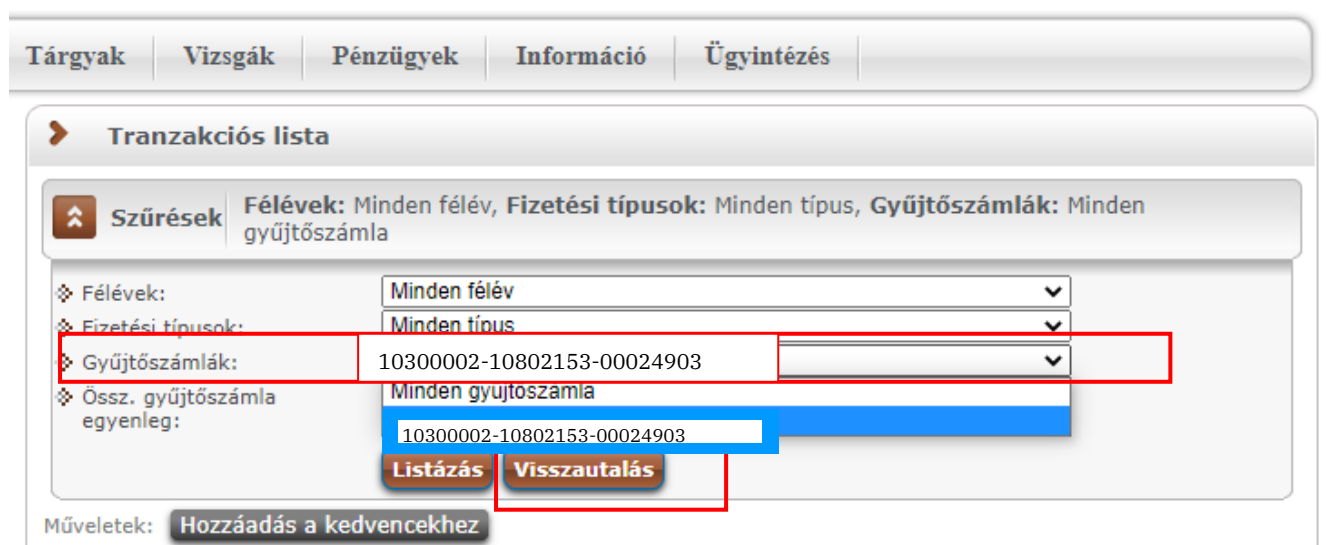 Tárgyak Vizsgák Pénzügyek Információ Ügyintézés
Tranzakciós lista
Szűrések Félévek: Minden félév, Fizetési típusok: Minden típus, Gyűjtőszámlák: Minden
gyűjtőszámla
Félévek: Minden félév
Fizetési típusok: Minden típus
Gyűjtőszámlák: 10300002-10802153-00024903
Össz. gyűjtőszámla Minden gyűjtőszámla
egyenleg:
10300002-10802153-00024903
Listázás Visszautalás
Műveletek: Hozzáadás a kedvencekhez